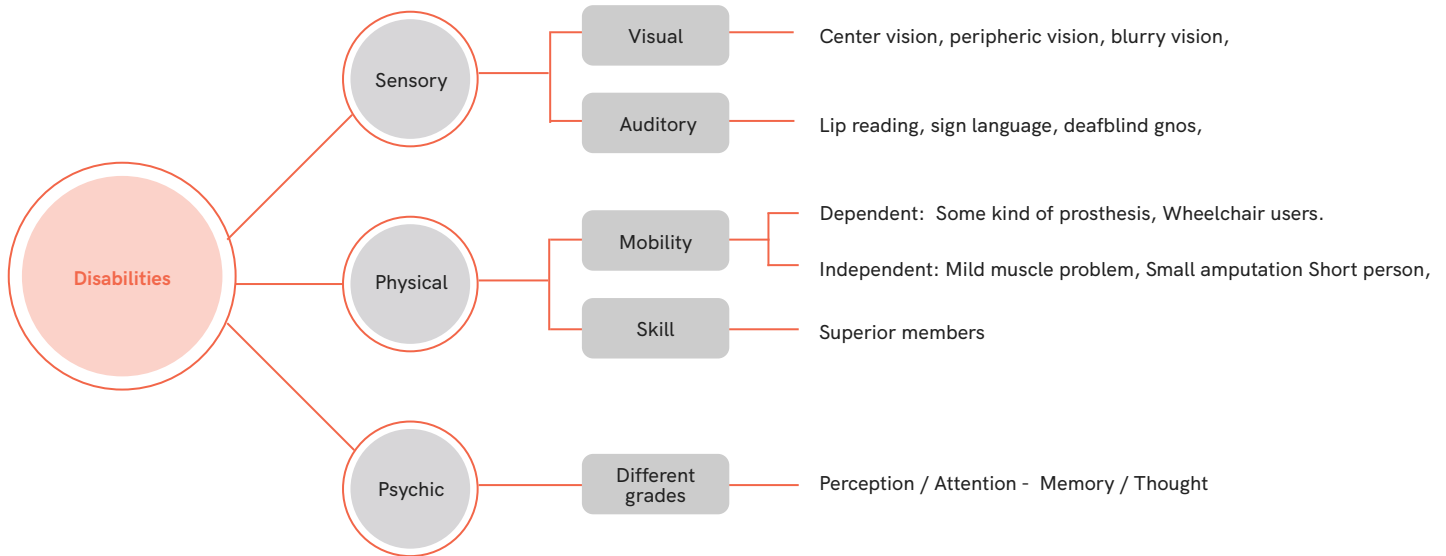 Disabilities
Sensory
Visual
Center vision, peripheric vision, blurry vision,
Auditory
Lip reading, sign language, deafblind gnos,
Physical
Mobility
Dependent:  Some kind of prosthesis, Wheelchair users.
Independent: Mild muscle problem, Small amputation Short person,
Skill
Superior members
Psychic
Different
grades
Perception / Attention -  Memory / Thought